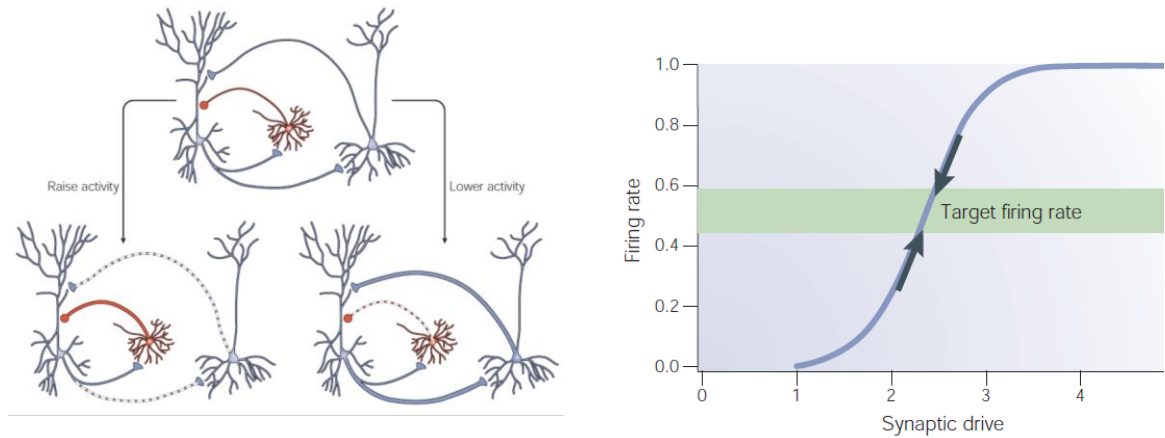 Raise activity
Lower activity
Firing rate
1.0
0.8
0.6
0.4
0.2
0.0
Target firing rate
0 1 2 3 4
Synaptic drive